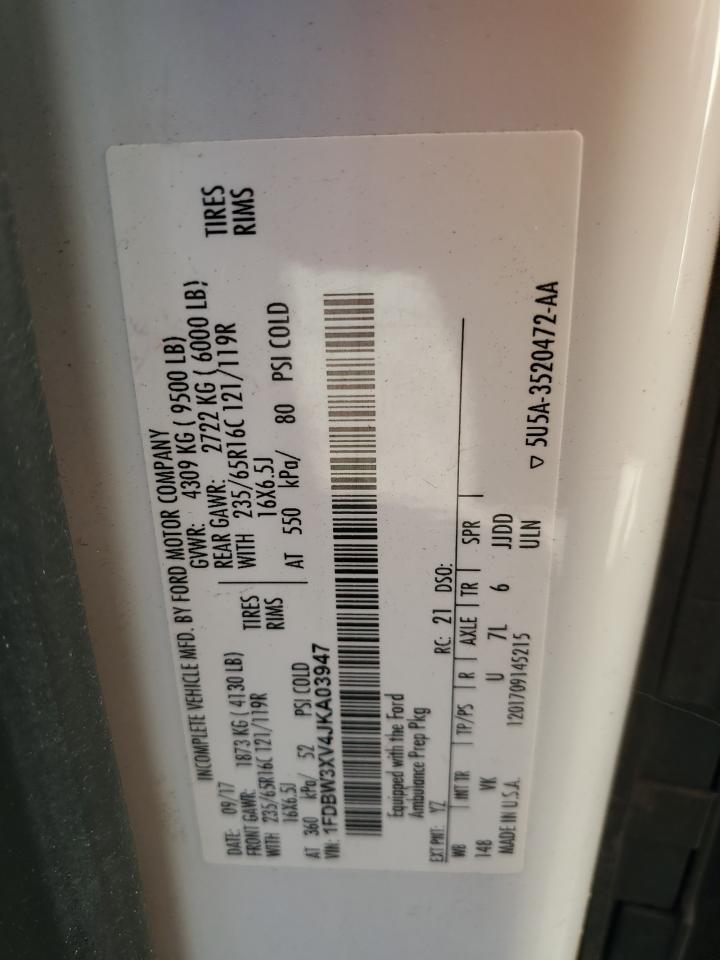 INCOMPLETE VEHICLE MFD. BY FORD MOTOR COMPANY
DATE: 09/17 GVWR: 4309 KG ( 9500 LB)
FRONT GAWR: 1873 KG ( 4130 LB) REAR GAWR: 2722 KG ( 6000 LB)
WITH 235/65R16C 121/119R TIRES WITH 235/65R16C 121/119R TIRES
16X6.5J RIMS 16X6.5J RIMS
AT 360 kPa/ 52 PSI COLD AT 550 kPa/ 80 PSI COLD
VIN: 1FDBW3XV4JKA03947
Equipped with the Ford
Ambulance Prep Pkg
EXT PNT: YZ RC: 21 DSO:
WB INT TR TP/PS R AXLE TR SPR
148 VK U 7L 6 JJDD
MADE IN U.S.A. 1201709145215 ULN
▽ 5U5A-3520472-AA